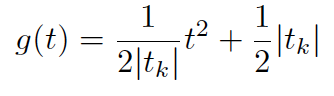 g(t) = \frac{1}{2|t_k|} t^2 + \frac{1}{2} |t_k|